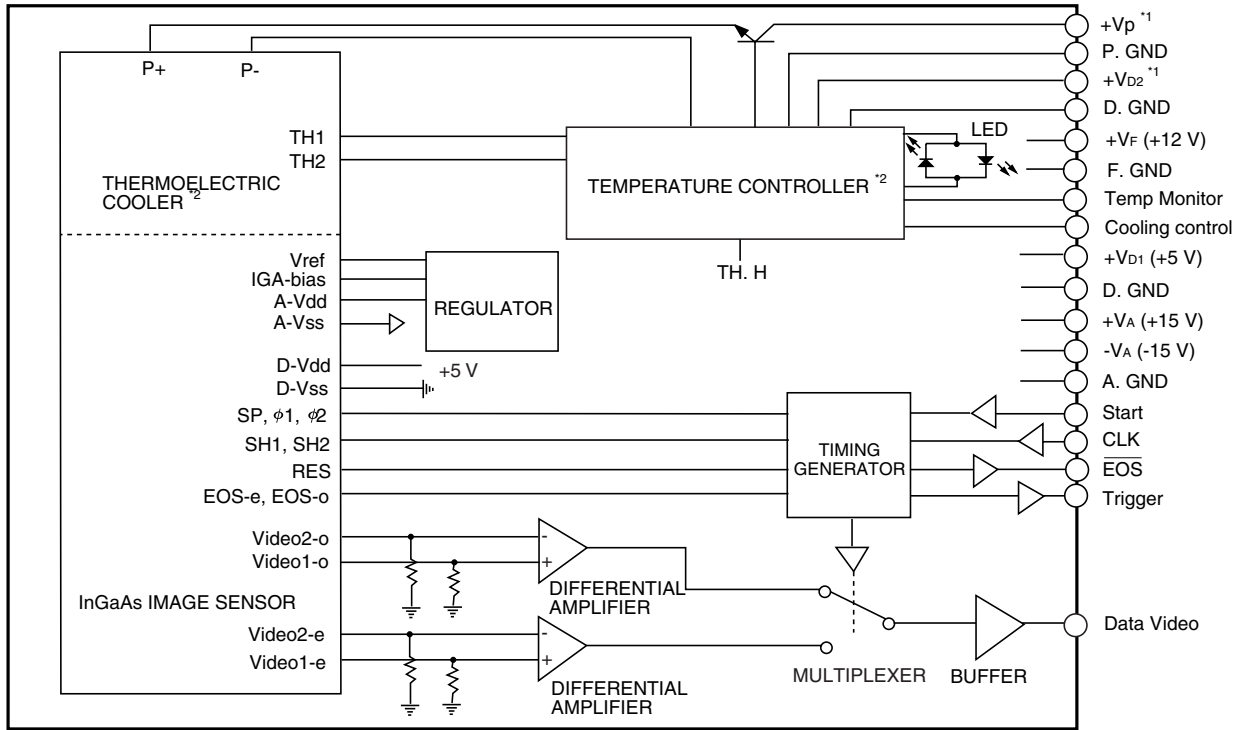 +Vp *1
P. GND
+VD2 *1
D. GND
LED
+VF (+12 V)
F. GND
Temp Monitor
Cooling control
+VD1 (+5 V)
D. GND
+VA (+15 V)
-VA (-15 V)
A. GND
Start
CLK
EOS
Trigger
Data Video
P+
P-
TH1
TH2
THERMOELECTRIC
COOLER *2
TEMPERATURE CONTROLLER *2
TH. H
Vref
IGA-bias
A-Vdd
A-Vss
REGULATOR
D-Vdd
+5 V
D-Vss
SP, ϕ1, ϕ2
SH1, SH2
RES
EOS-e, EOS-o
TIMING
GENERATOR
Video2-o
-
Video1-o
+
DIFFERENTIAL
AMPLIFIER
InGaAs IMAGE SENSOR
Video2-e
-
Video1-e
+
DIFFERENTIAL
AMPLIFIER
MULTIPLEXER
BUFFER